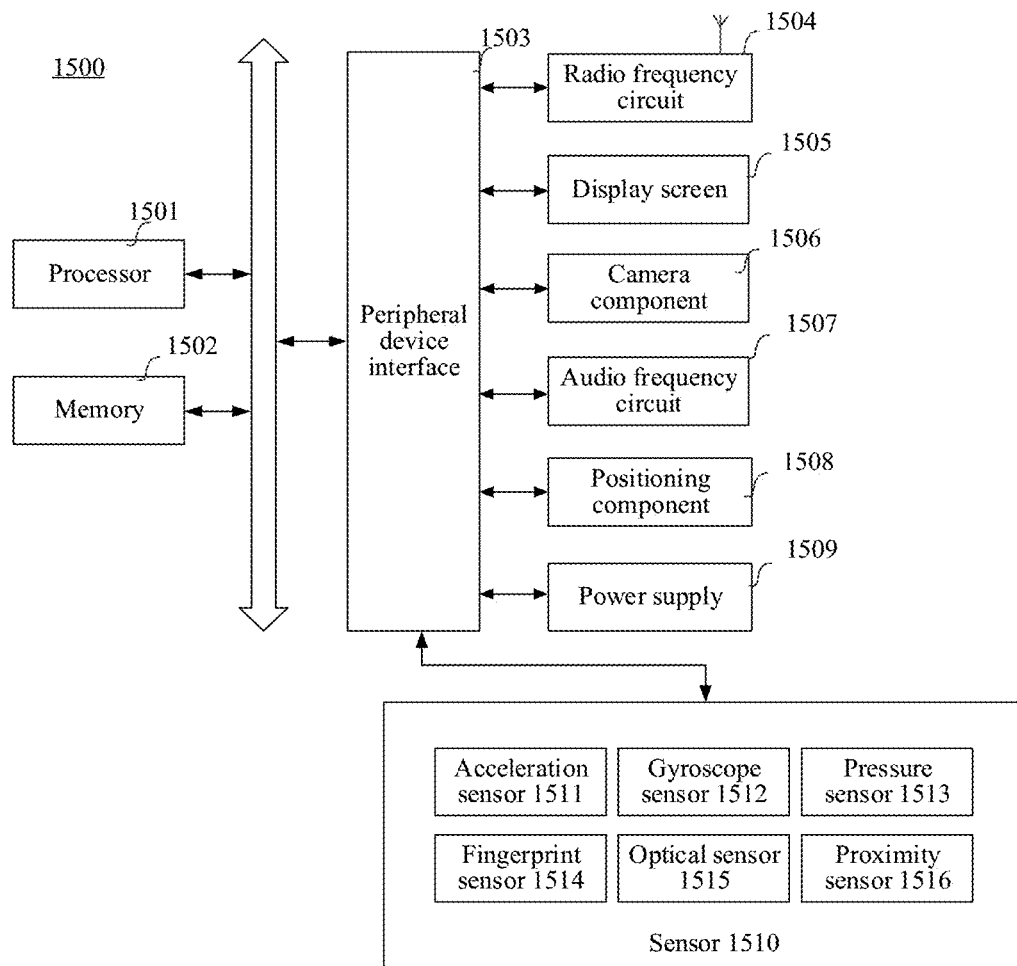 1500
1503
1504
Radio frequency
circuit
1505
Display screen
1501
Processor
1506
Camera
component
Peripheral
device
interface
1502
Memory
1507
Audio frequency
circuit
1508
Positioning
component
1509
Power supply
Acceleration
sensor 1511
Gyroscope
sensor 1512
Pressure
sensor 1513
Fingerprint
sensor 1514
Optical sensor
1515
Proximity
sensor 1516
Sensor 1510